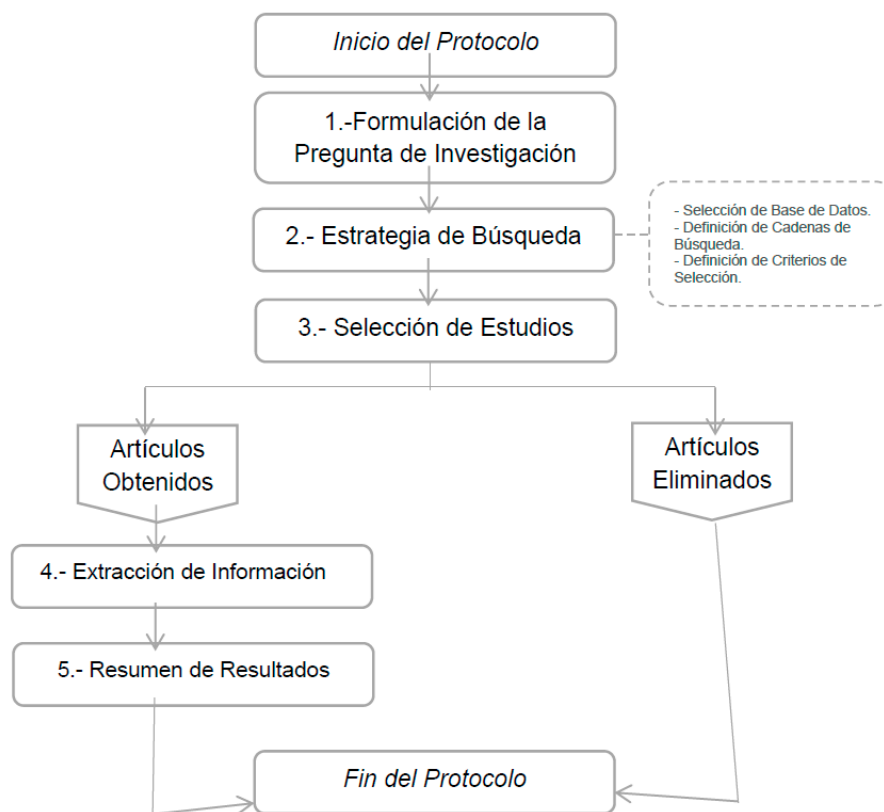 Inicio del Protocolo
1.-Formulación de la
Pregunta de Investigación
2.- Estrategia de Búsqueda
- Selección de Base de Datos.
- Definición de Cadenas de
Búsqueda.
- Definición de Criterios de
Selección.
3.- Selección de Estudios
Artículos
Obtenidos
Artículos
Eliminados
4.- Extracción de Información
5.- Resumen de Resultados
Fin del Protocolo